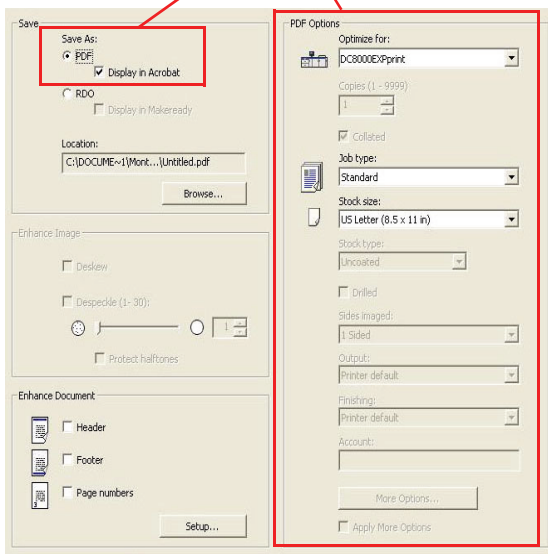 Save
Save As:
PDF
Display in Acrobat
RDO
Display in Makeready
Location:
C:\DOCUME~1\Mont...\Untitled.pdf
Browse...
Enhance Image
Deskew
Despeckle (1- 30):
1
Protect halftones
Enhance Document
Header
Footer
Page numbers
Setup...
PDF Options
Optimize for:
DC8000EXPprint
Copies (1 - 9999)
1
Collated
Job type:
Standard
Stock size:
US Letter (8.5 x 11 in)
Stock type:
Uncoated
Drilled
Sides imaged:
1 Sided
Output:
Printer default
Finishing:
Printer default
Account:
More Options...
Apply More Options